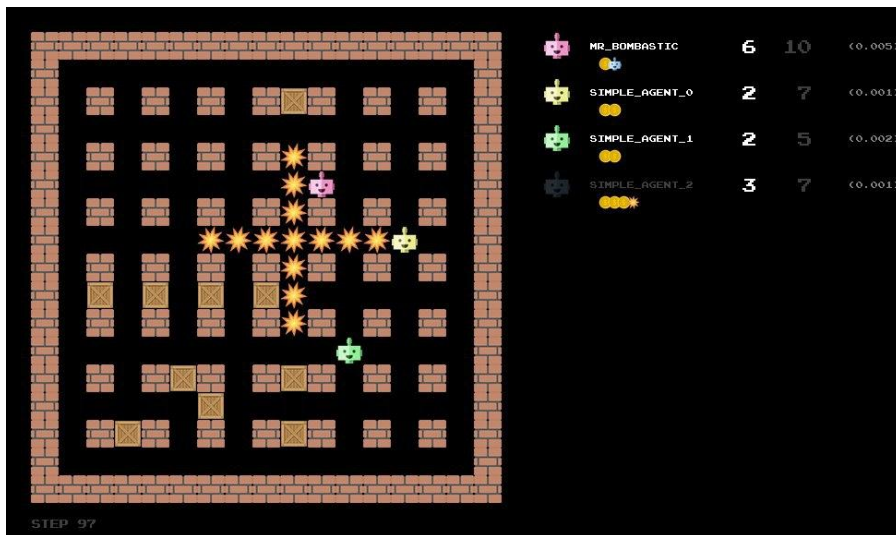 MR_BOMBASTIC 6 10 (0.005
SIMPLE_AGENT_0 2 7 (0.001
SIMPLE_AGENT_1 2 5 (0.002
SIMPLE_AGENT_2 3 7 (0.001
STEP 97